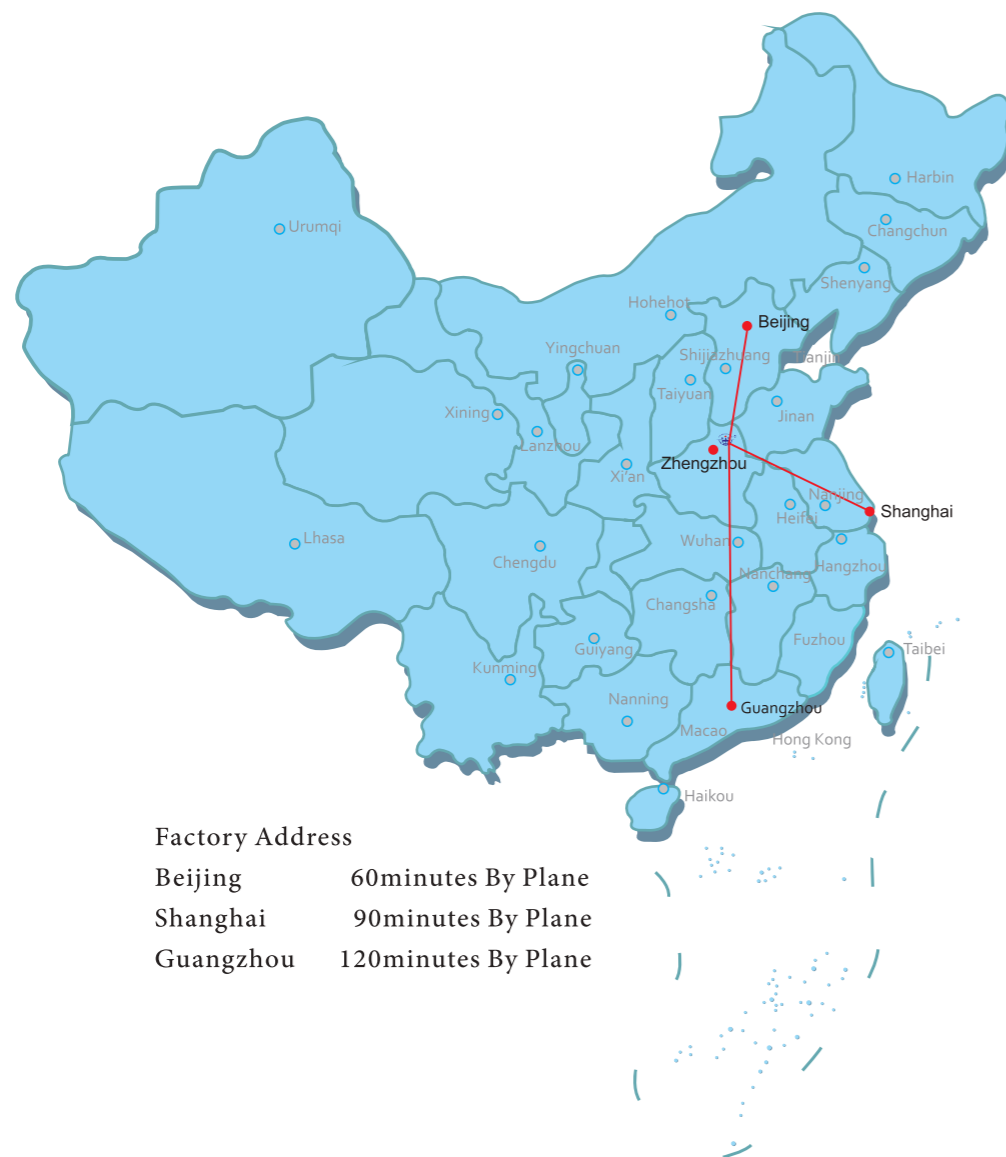 Harbin
Urumqi
Changchun
Shenyang
Hohehot
Beijing
Yingchuan
Shijiazhuang
Tianjin
Taiyuan
Xining
Jinan
Lanzhou
Zhengzhou
Xi'an
Nanjing
Shanghai
Heifei
Lhasa
Wuhan
Chengdu
Hangzhou
Nanchang
Changsha
Fuzhou
Guiyang
Taibei
Kunming
Nanning
Guangzhou
Macao
Hong Kong
Haikou
Factory Address
Beijing 60minutes By Plane
Shanghai 90minutes By Plane
Guangzhou 120minutes By Plane